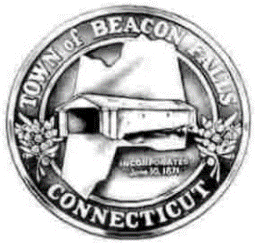 TOWN of BEACON FALLS
INCORPORATED
June 30, 1871
CONNECTICUT